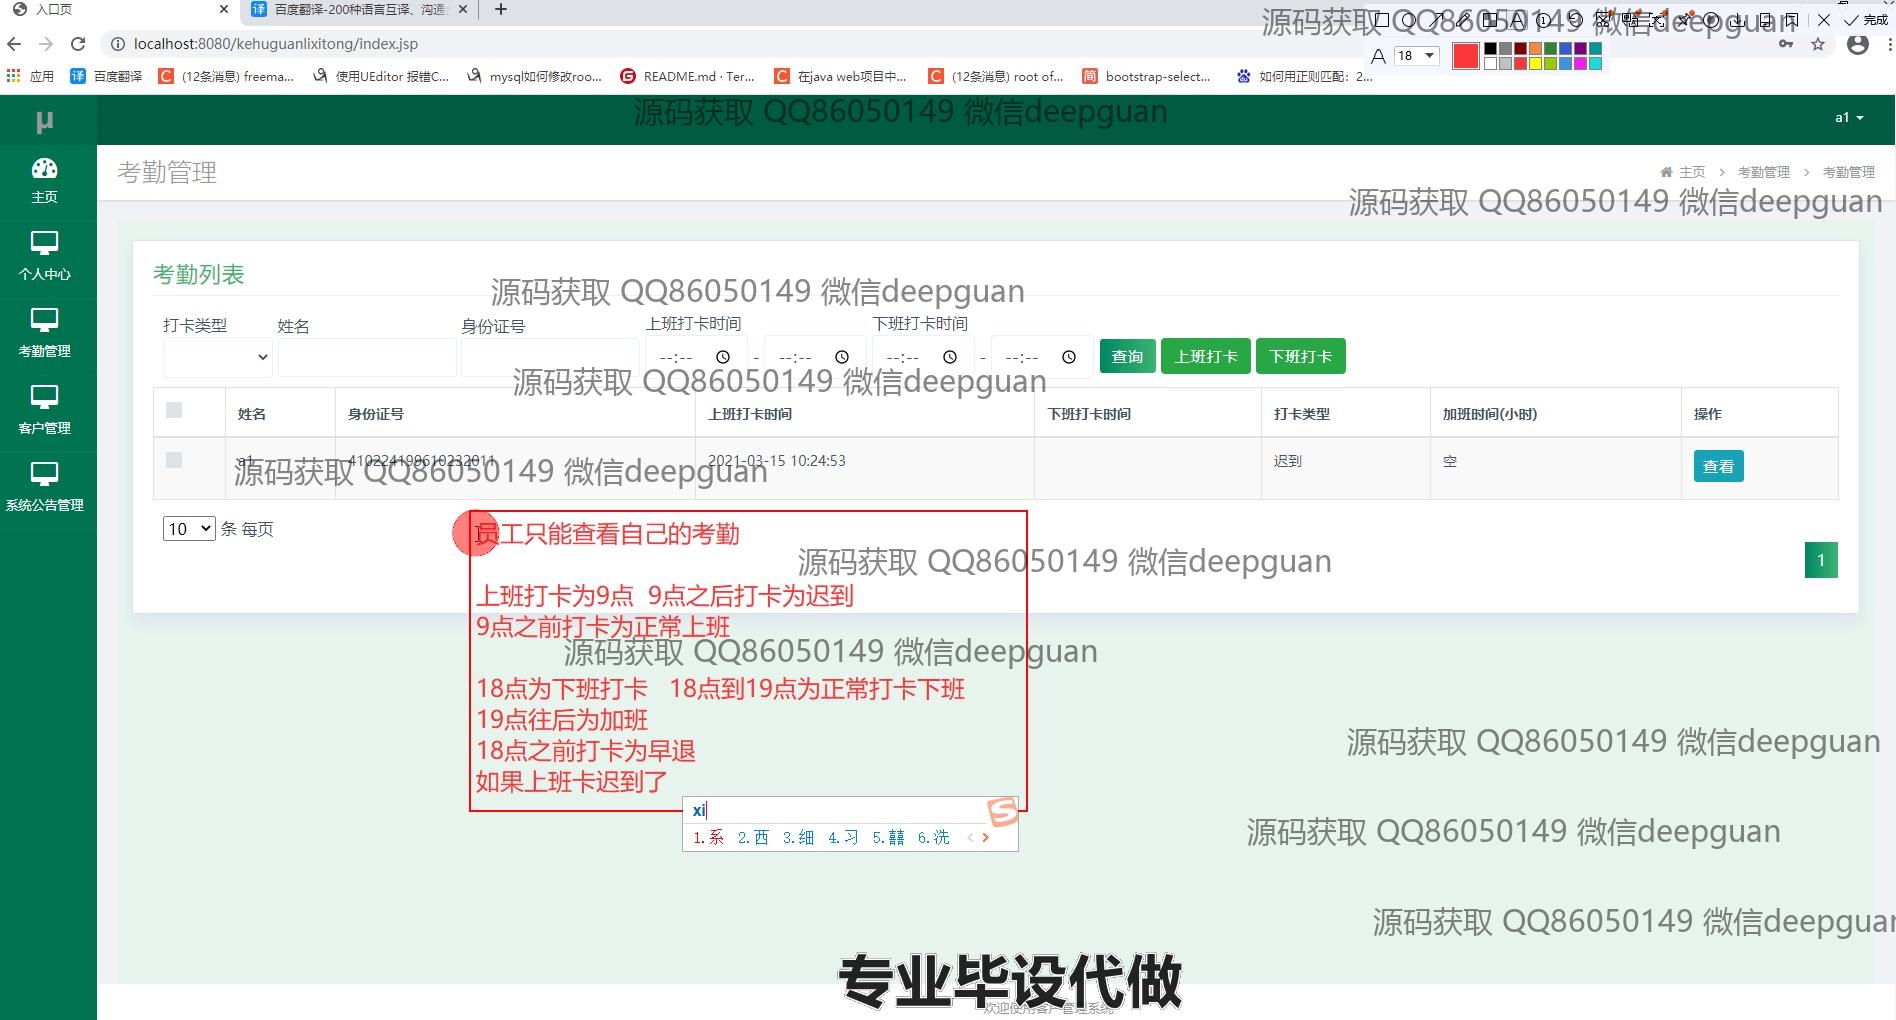 入口页
百度翻译-200种语言互译、沟通
完成
localhost:8080/kehuguanlixitong/index.jsp
A 18
应用
百度翻译
(12条消息) freema...
使用UEditor 报错C...
mysql如何修改roo...
README.md · Ter...
在java web项目中...
(12条消息) root of...
bootstrap-select...
如何用正则匹配：2...
源码获取 QQ86050149 微信deepguan
源码获取 QQ86050149 微信deepguan
μ
a1
主页
考勤管理
主页 > 考勤管理 > 考勤管理
源码获取 QQ86050149 微信deepguan
个人中心
考勤管理
客户管理
系统公告管理
考勤列表
源码获取 QQ86050149 微信deepguan
打卡类型 姓名 身份证号 上班打卡时间 下班打卡时间
--:-- - --:-- --:-- - --:-- 查询 上班打卡 下班打卡
源码获取 QQ86050149 微信deepguan
姓名 身份证号 上班打卡时间 下班打卡时间 打卡类型 加班时间(小时) 操作
a1 410224199610232011 2021-03-15 10:24:53 迟到 空 查看
源码获取 QQ86050149 微信deepguan
10 条 每页
1
员工只能查看自己的考勤
源码获取 QQ86050149 微信deepguan
上班打卡为9点 9点之后打卡为迟到
9点之前打卡为正常上班
源码获取 QQ86050149 微信deepguan
18点为下班打卡 18点到19点为正常打卡下班
19点往后为加班
18点之前打卡为早退
如果上班卡迟到了
xi
1.系 2.西 3.细 4.习 5.囍 6.洗
源码获取 QQ86050149 微信deepguan
源码获取 QQ86050149 微信deepguan
源码获取 QQ86050149 微信deepguan
专业毕设代做
欢迎使用客户管理系统